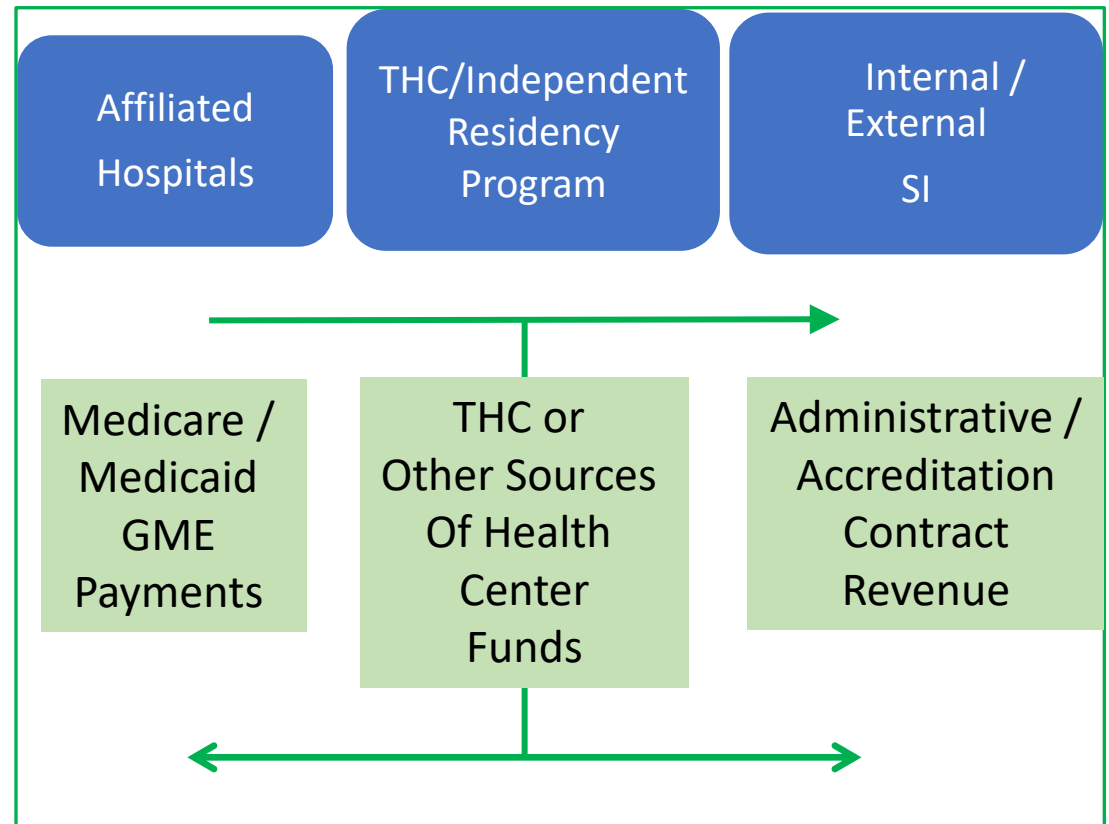 Affiliated
Hospitals
THC/Independent
Residency
Program
Internal /
External
SI
Medicare /
Medicaid
GME
Payments
THC or
Other Sources
Of Health
Center
Funds
Administrative /
Accreditation
Contract
Revenue